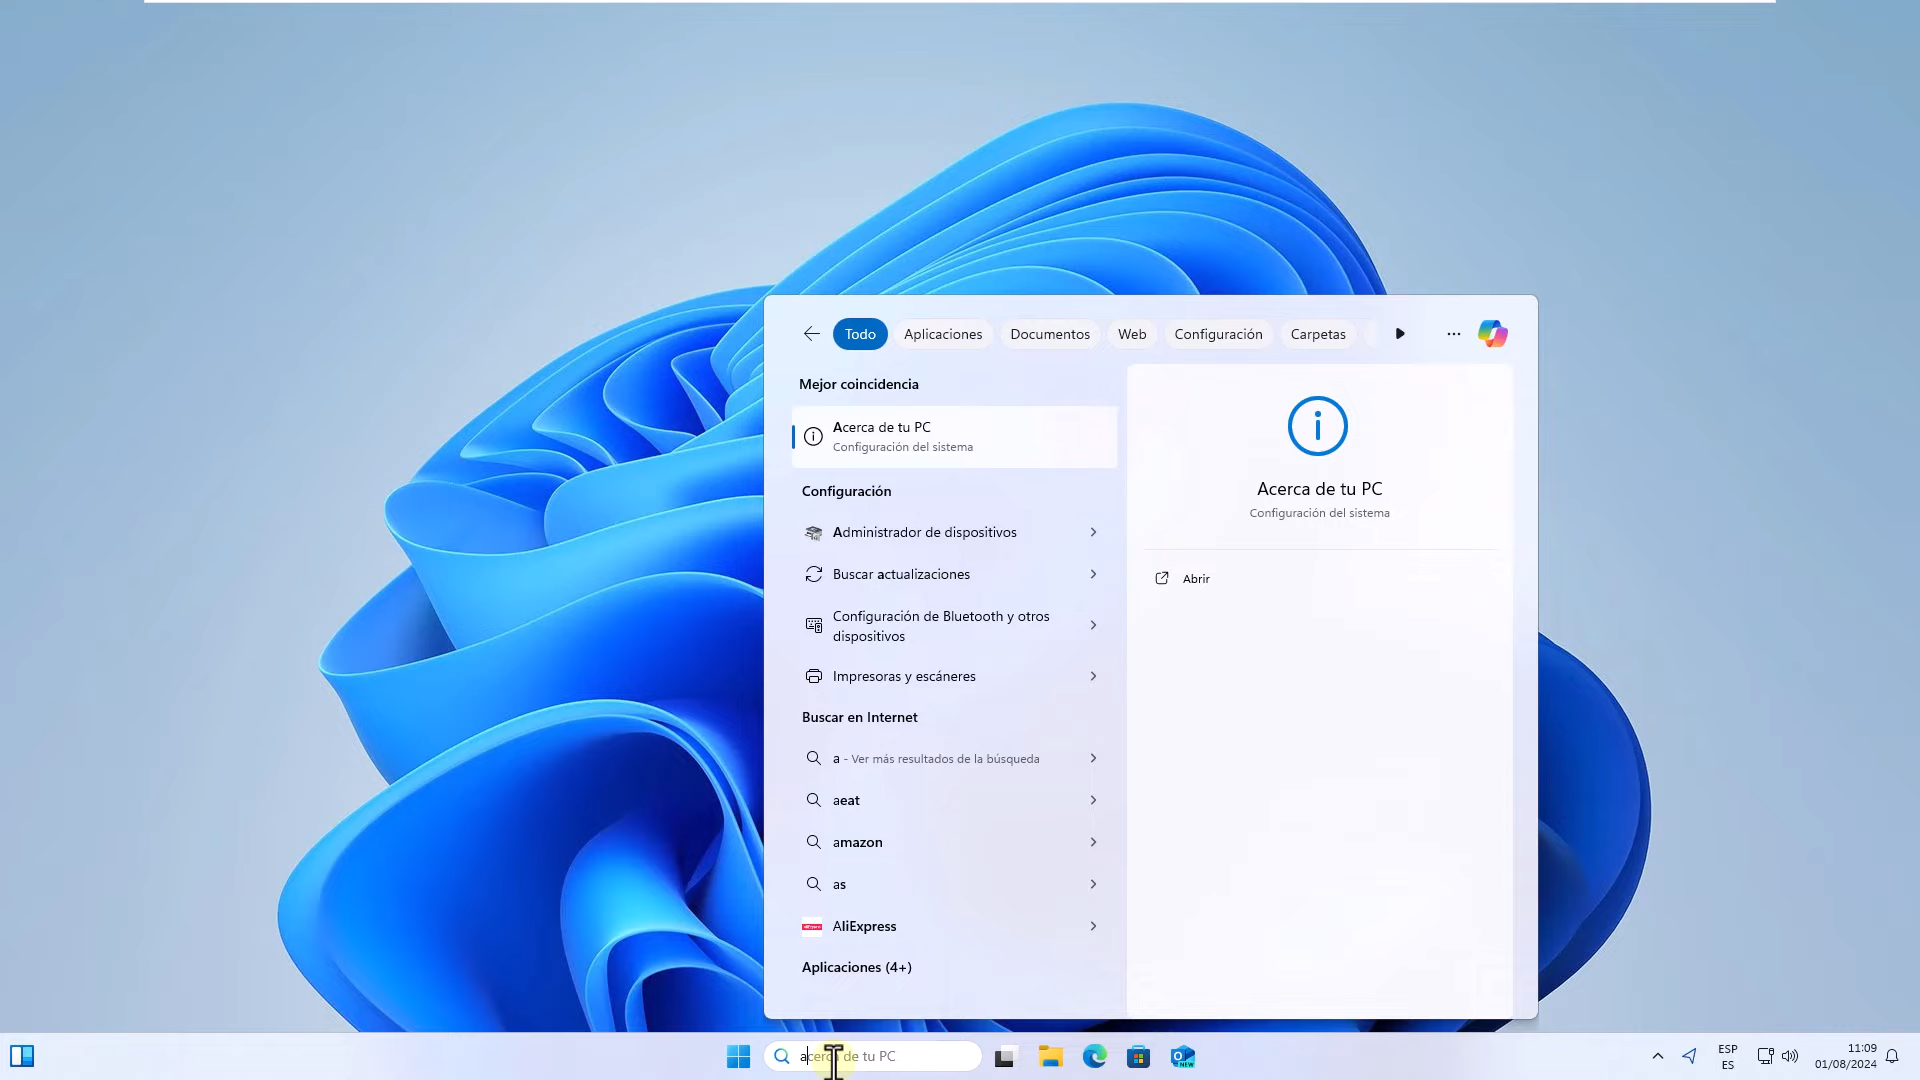 Todo Aplicaciones Documentos Web Configuración Carpetas
Mejor coincidencia
Acerca de tu PC
Configuración del sistema
Configuración
Administrador de dispositivos
Buscar actualizaciones
Configuración de Bluetooth y otros
dispositivos
Impresoras y escáneres
Buscar en Internet
a - Ver más resultados de la búsqueda
aeat
amazon
as
AliExpress
Aplicaciones (4+)
Acerca de tu PC
Configuración del sistema
Abrir
acerca de tu PC
NEW
ESP
ES
11:09
01/08/2024